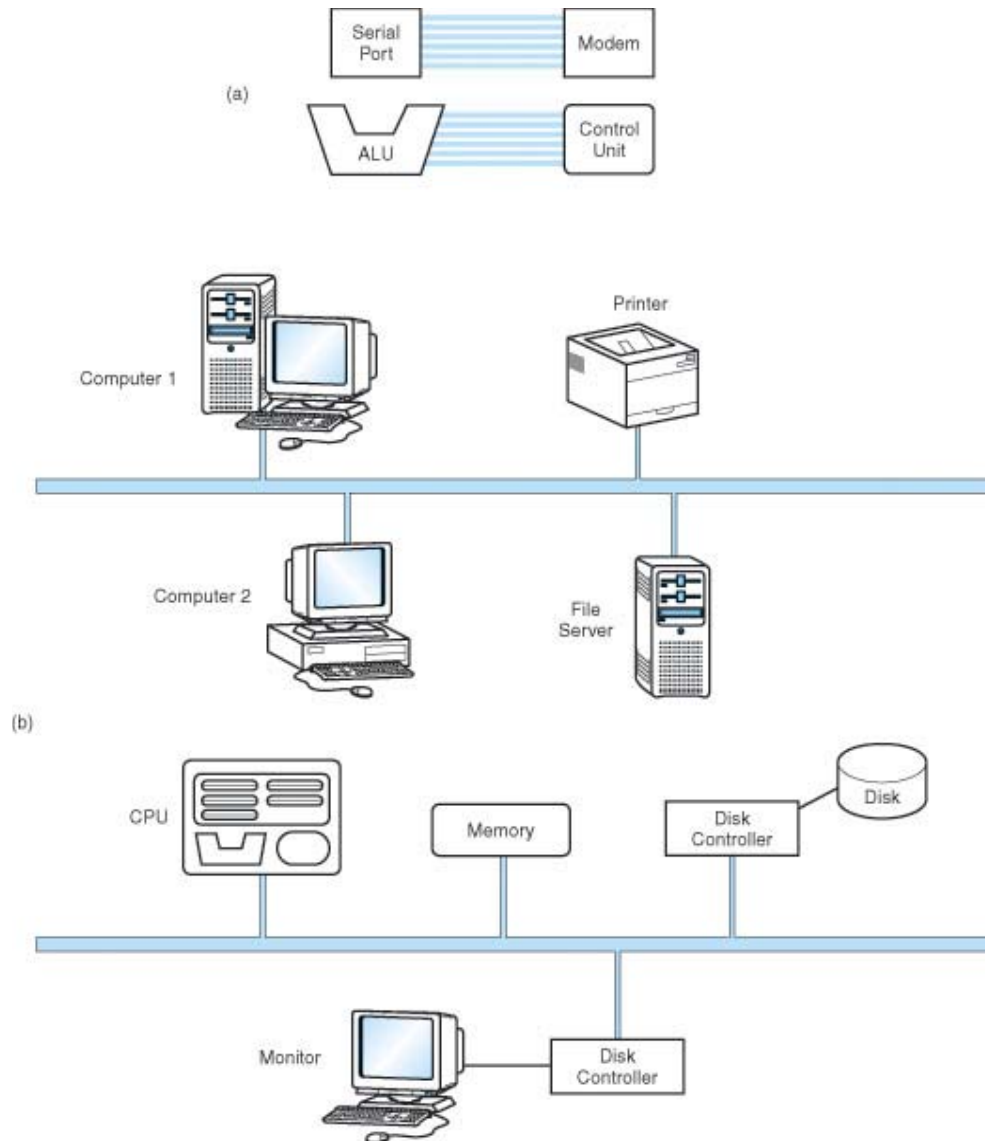 Serial
Port
Modem
(a)
ALU
Control
Unit
Printer
Computer 1
Computer 2
File
Server
(b)
CPU
Memory
Disk
Controller
Disk
Monitor
Disk
Controller